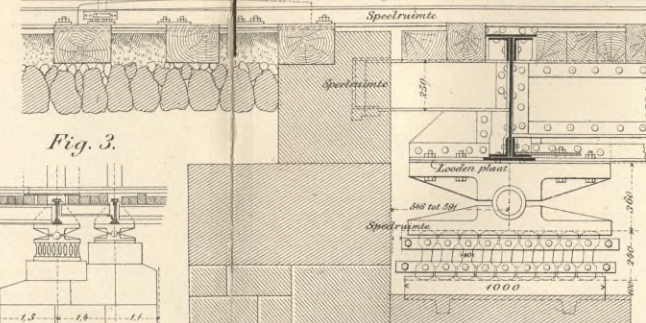 Speelruimte
Speelruimte
250
Fig. 3.
Looden plaat
546 tot 591
Speelruimte
260
240
1000
1,5 1,4 1,1